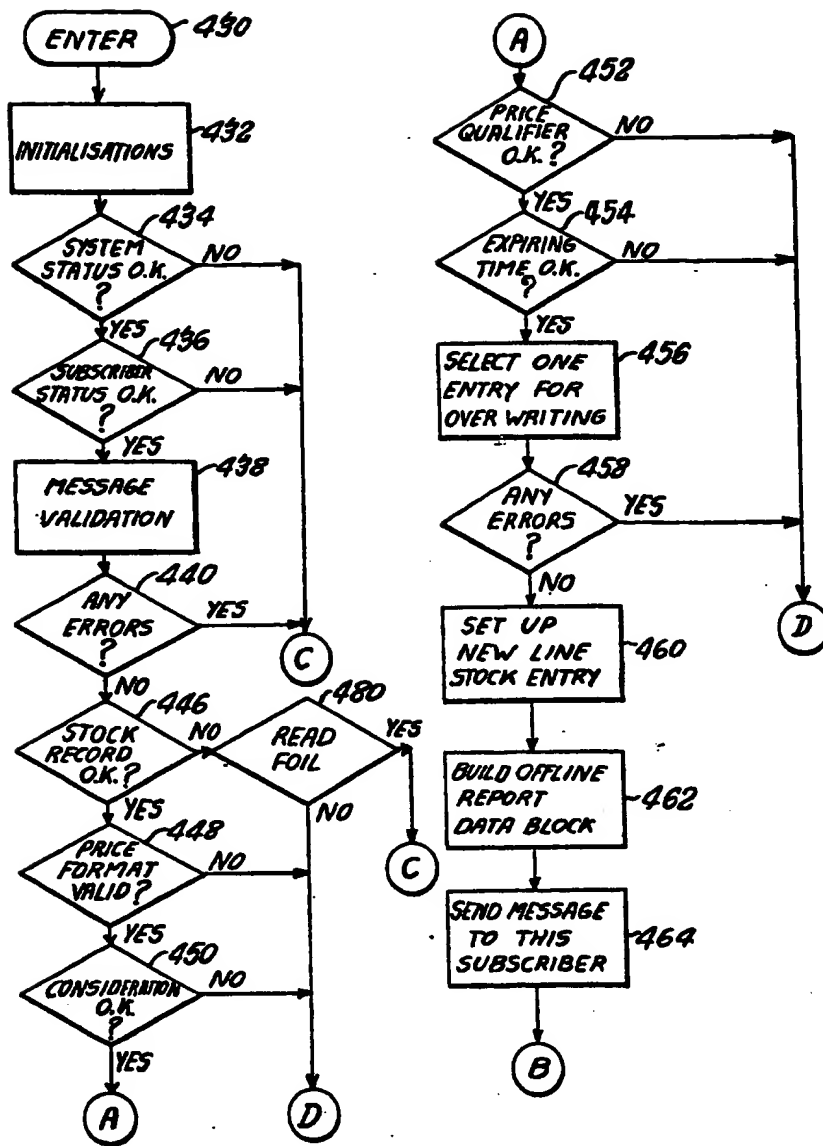 ENTER
430
INITIALISATIONS
432
SYSTEM
STATUS O.K.
?
434
NO
YES
SUBSCRIBER
STATUS O.K.
?
436
NO
YES
MESSAGE
VALIDATION
438
ANY
ERRORS
?
440
YES
C
NO
STOCK
RECORD
O.K.?
446
NO
READ
FOIL
480
YES
C
NO
YES
PRICE
FORMAT
VALID?
448
NO
YES
CONSIDERATION
O.K.
?
450
NO
YES
A
D
A
PRICE
QUALIFIER
O.K.?
452
NO
YES
EXPIRING
TIME O.K.
?
454
NO
YES
SELECT ONE
ENTRY FOR
OVER WRITING
456
ANY
ERRORS
?
458
YES
NO
D
SET UP
NEW LINE
STOCK ENTRY
460
BUILD OFFLINE
REPORT
DATA BLOCK
462
SEND MESSAGE
TO THIS
SUBSCRIBER
464
B